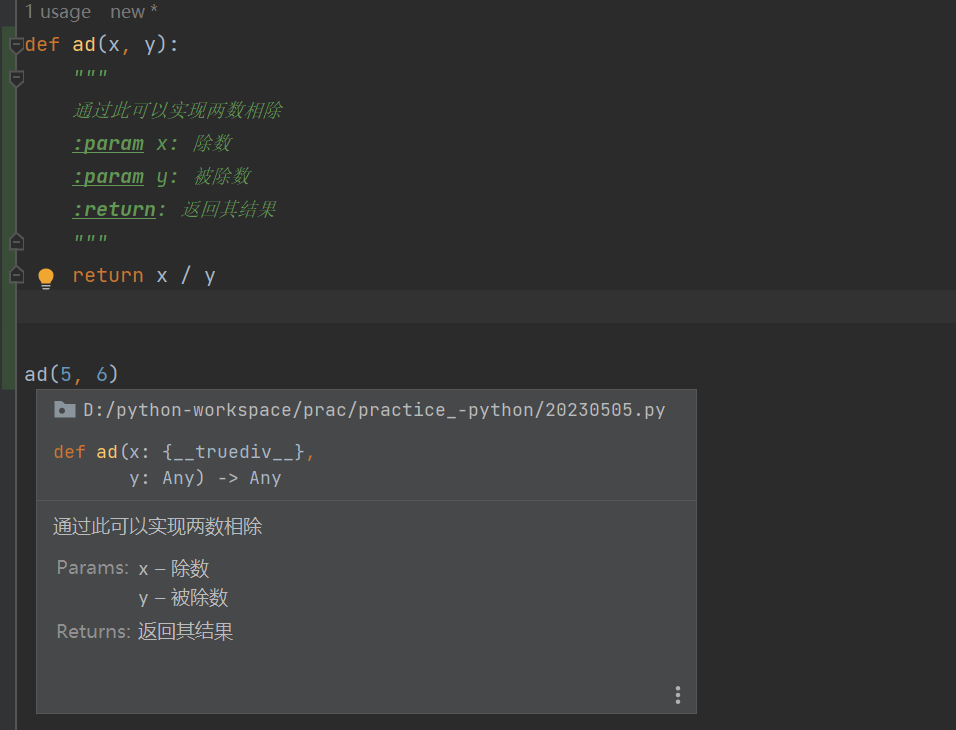 1 usage new *
def ad(x, y):
"""
通过此可以实现两数相除
:param x: 除数
:param y: 被除数
:return: 返回其结果
"""
return x / y
ad(5, 6)
D:/python-workspace/prac/practice_-python/20230505.py
def ad(x: {__truediv__},
y: Any) -> Any
通过此可以实现两数相除
Params: x – 除数
y – 被除数
Returns: 返回其结果